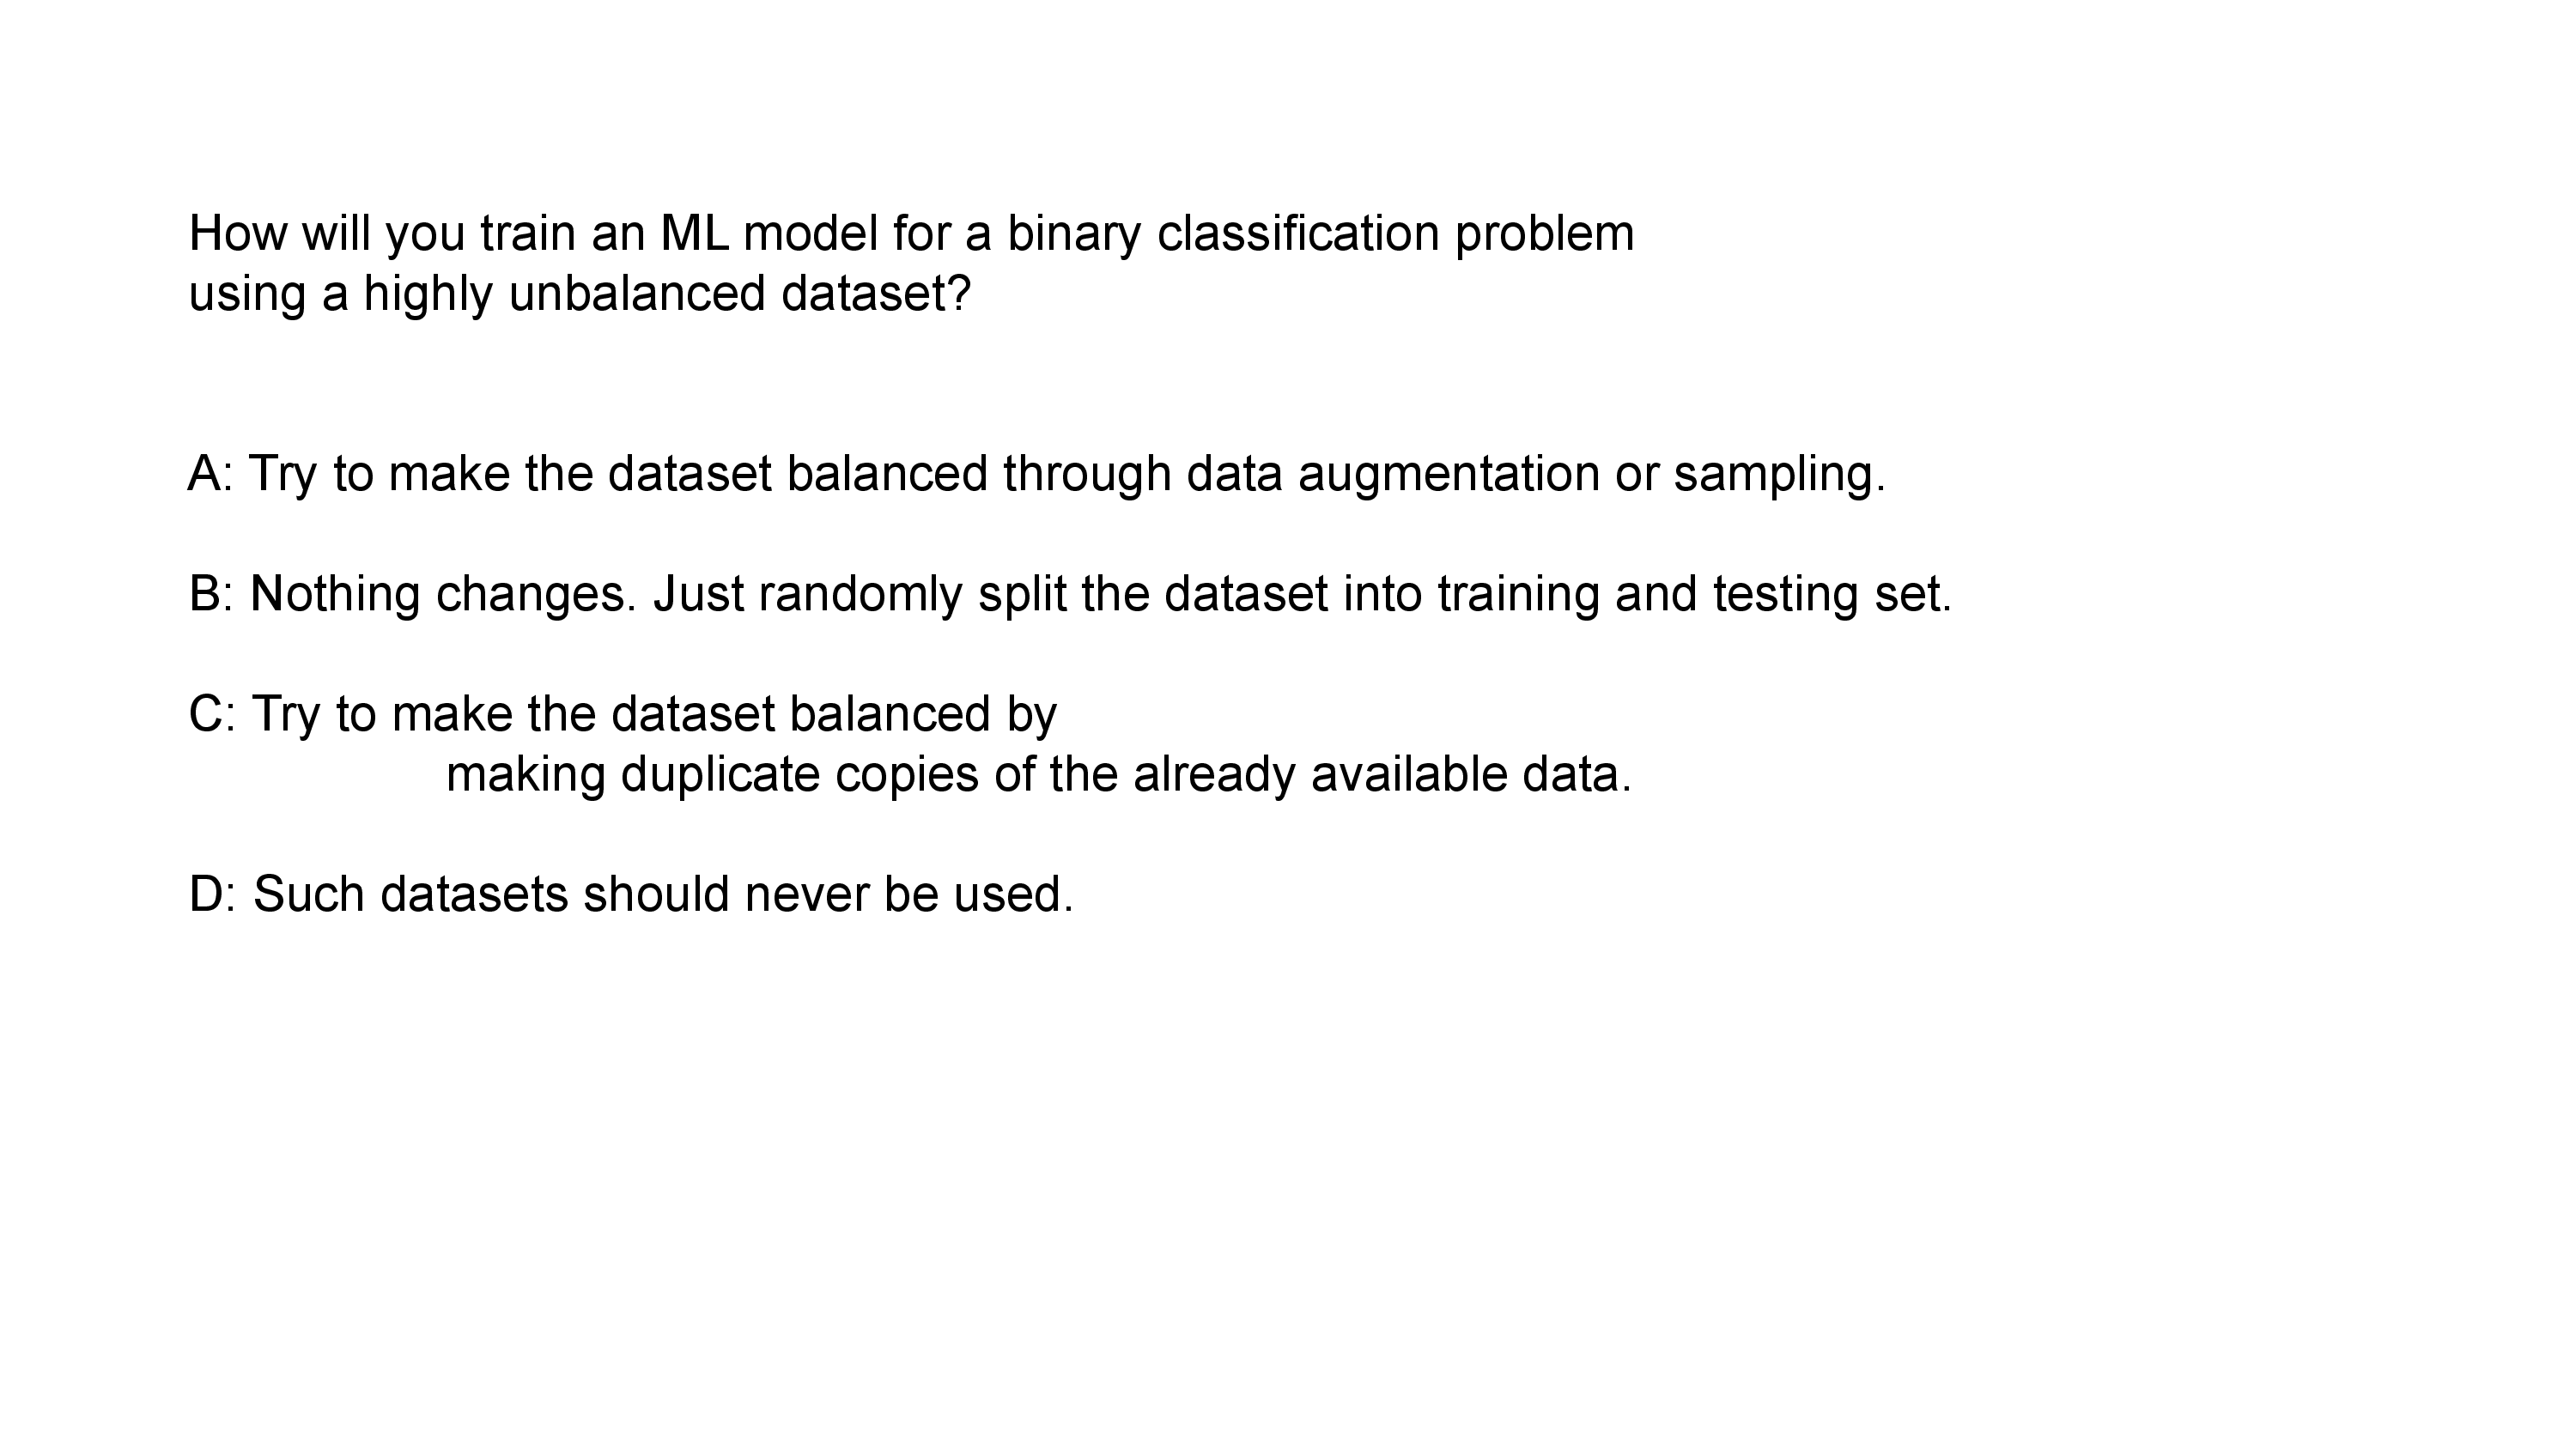 How will you train an ML model for a binary classification problem
using a highly unbalanced dataset?
A: Try to make the dataset balanced through data augmentation or sampling.
B: Nothing changes. Just randomly split the dataset into training and testing set.
C: Try to make the dataset balanced by
making duplicate copies of the already available data.
D: Such datasets should never be used.